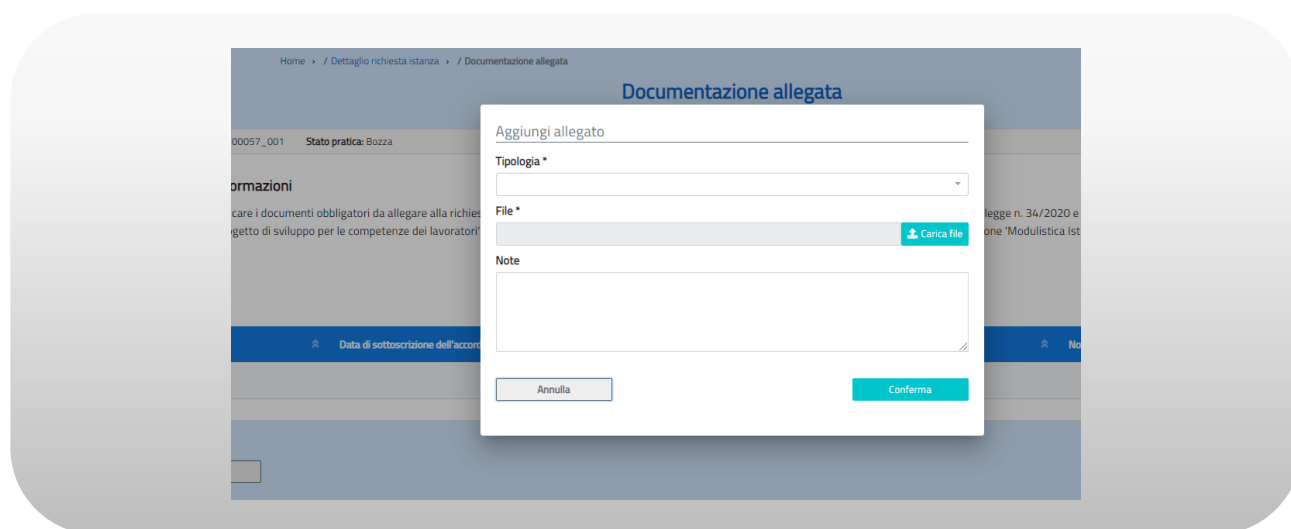 Home › / Dettaglio richiesta istanza › / Documentazione allegata
Documentazione allegata
Aggiungi allegato
00057_001 Stato pratica: Bozza
Tipologia *
ormazioni
care i documenti obbligatori da allegare alla richies
File *
legge n. 34/2020 e
getto di sviluppo per le competenze dei lavoratori'
Carica file
one 'Modulistica Ist
Note
Data di sottoscrizione dell'accord
No
Annulla
Conferma